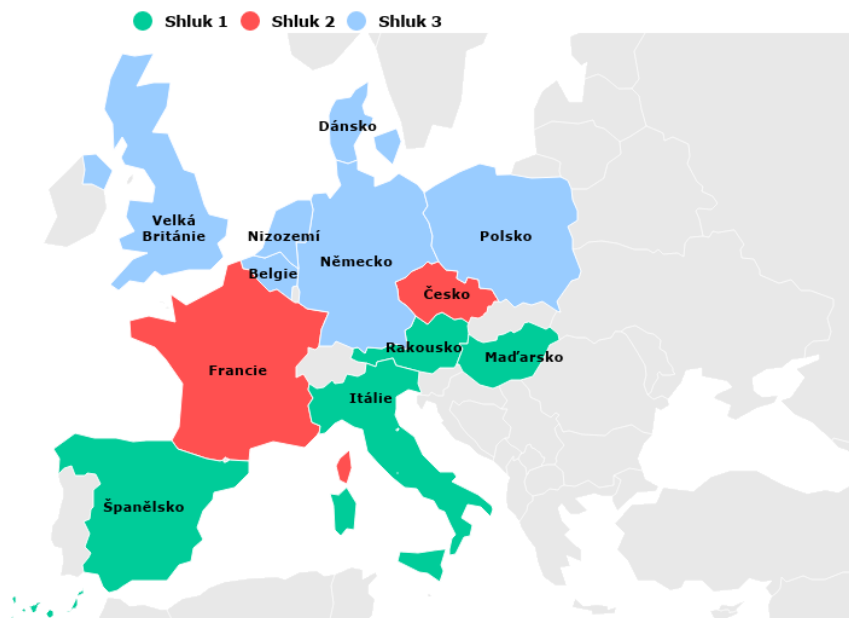 Shluk 1 Shluk 2 Shluk 3
Dánsko
Velká
Británie
Nizozemí
Polsko
Německo
Belgie
Česko
Rakousko
Maďarsko
Francie
Itálie
Španělsko